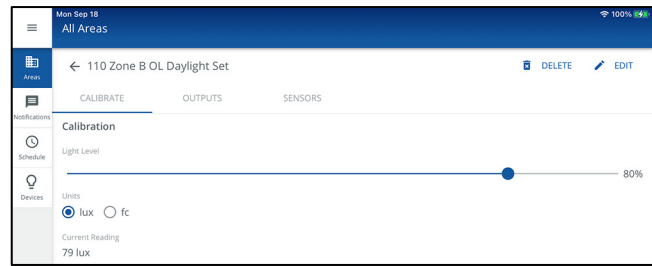 Mon Sep 18
100%
All Areas
Areas
110 Zone B OL Daylight Set
DELETE
EDIT
CALIBRATE
OUTPUTS
SENSORS
Notifications
Calibration
Schedule
Light Level
80%
Devices
Units
lux
fc
Current Reading
79 lux